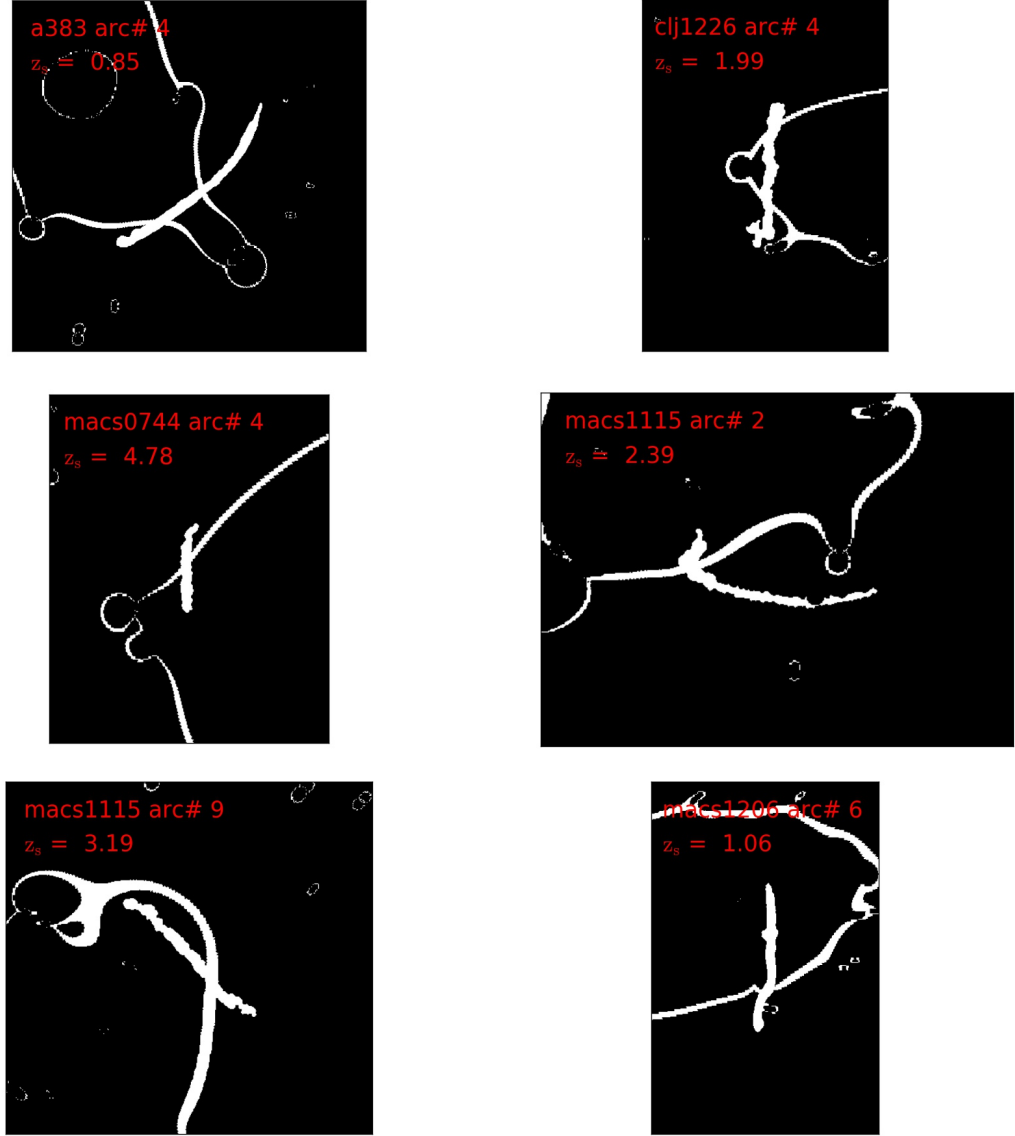 a383 arc# 4
zₛ = 0.85
clj1226 arc# 4
zₛ = 1.99
macs0744 arc# 4
zₛ = 4.78
macs1115 arc# 2
zₛ = 2.39
macs1115 arc# 9
zₛ = 3.19
macs1206 arc# 6
zₛ = 1.06